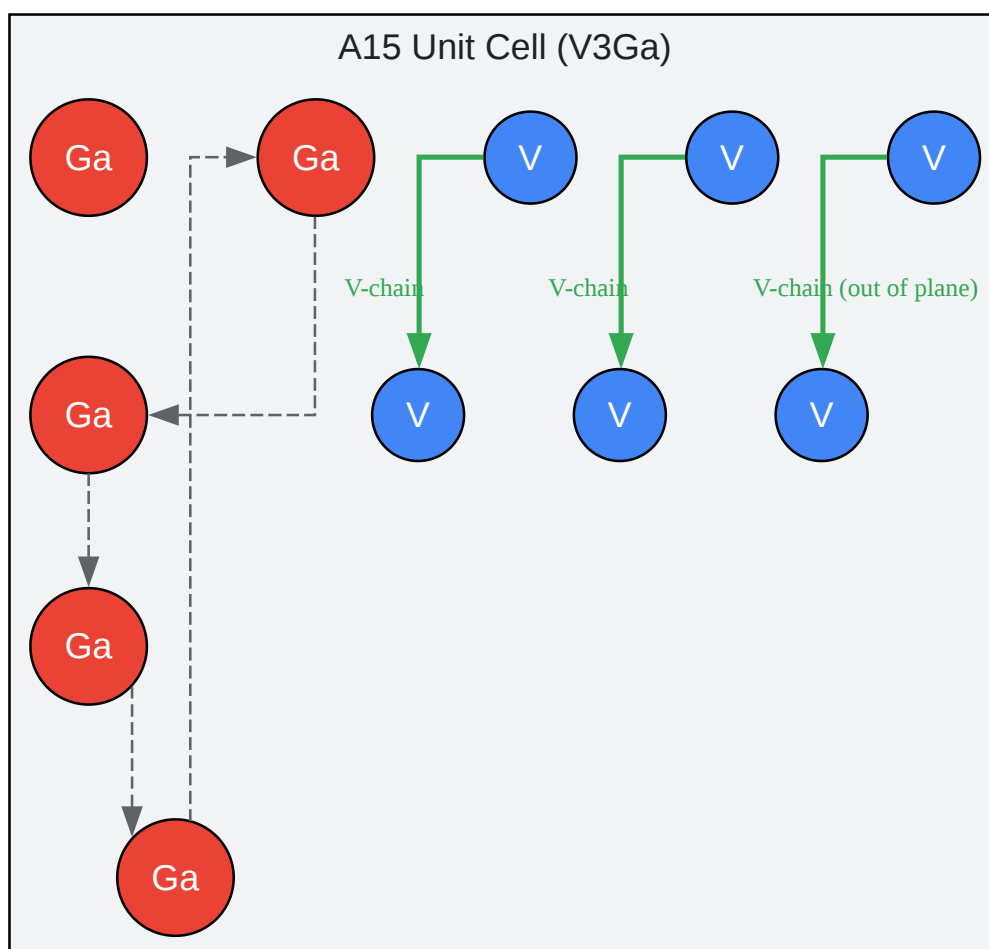 A15 Unit Cell (V3Ga)
Ga Ga V V V
V-chain V-chain V-chain (out of plane)
Ga V V V
Ga
Ga